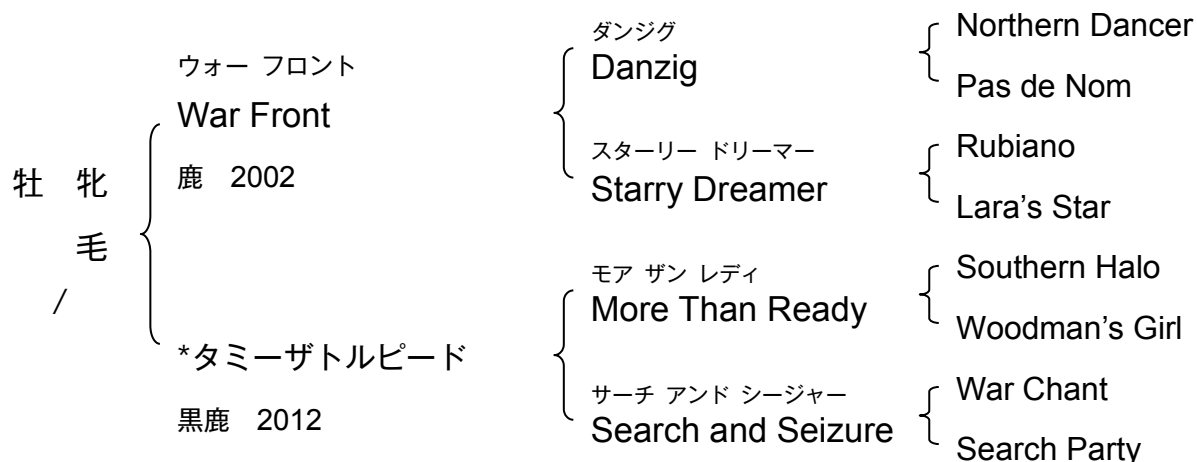 牡 牝
毛
/
ウォー フロント
War Front
鹿 2002
*タミーザトルピード
黒鹿 2012
ダンジグ
Danzig
スターリー ドリーマー
Starry Dreamer
モア ザン レディ
More Than Ready
サーチ アンド シージャー
Search and Seizure
Northern Dancer
Pas de Nom
Rubiano
Lara's Star
Southern Halo
Woodman's Girl
War Chant
Search Party